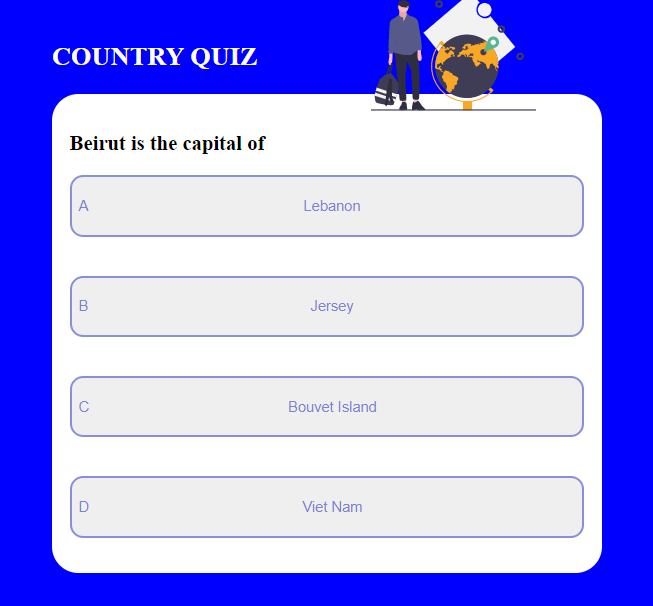 COUNTRY QUIZ
Beirut is the capital of
A Lebanon
B Jersey
C Bouvet Island
D Viet Nam